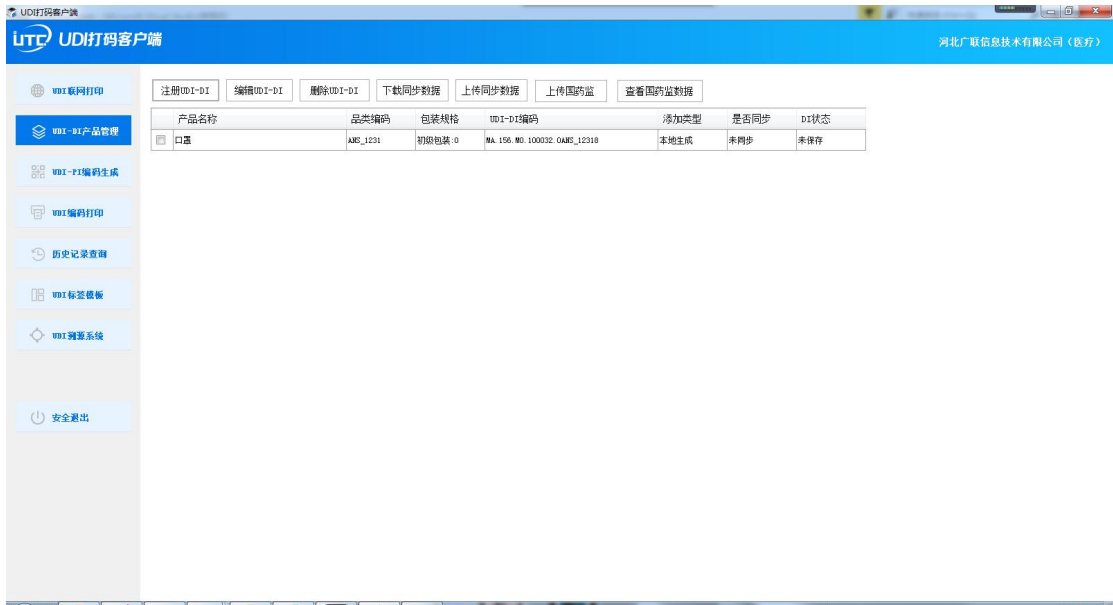 UDI打码客户端
UTC UDI打码客户端
河北广联信息技术有限公司（医疗）
UDI联网打印
UDI-DI产品管理
UDI-PI编码生成
UDI编码打印
历史记录查询
UDI标签模板
UDI溯源系统
安全退出
注册UDI-DI 编辑UDI-DI 删除UDI-DI 下载同步数据 上传同步数据 上传国药监 查看国药监数据
产品名称 品类编码 包装规格 UDI-DI编码 添加类型 是否同步 DI状态
口罩 ANS_1231 初级包装:0 MA.156.M0.100032.0ANS_12318 本地生成 未同步 未保存